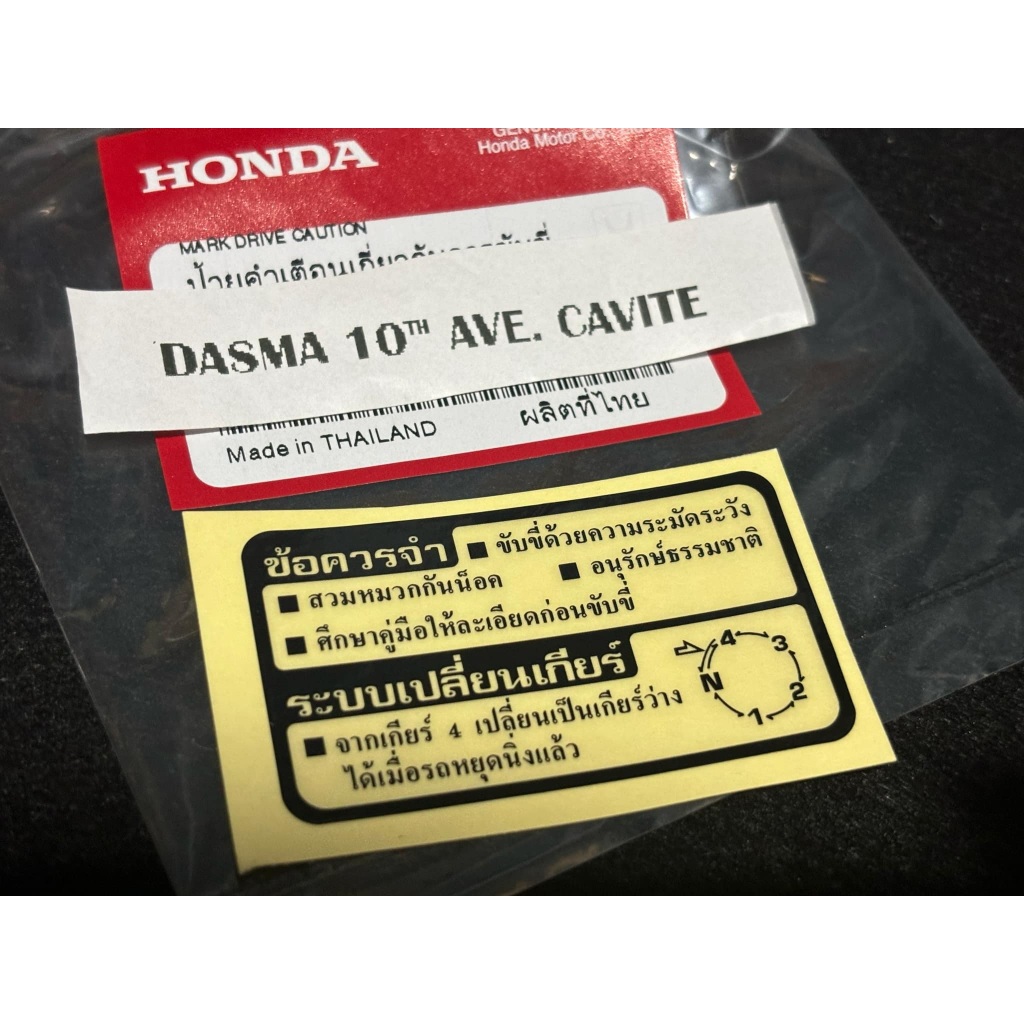 HONDA
Honda Motor Co.
MARK DRIVE CAUTION
DASMA 10TH AVE. CAVITE
Made in THAILAND
ผลิตที่ไทย
ข้อควรจำ
■ ขับขี่ด้วยความระมัดระวัง
■ สวมหมวกกันน็อค
■ อนุรักษ์ธรรมชาติ
■ ศึกษาคู่มือให้ละเอียดก่อนขับขี่
ระบบเปลี่ยนเกียร์
■ จากเกียร์ 4 เปลี่ยนเป็นเกียร์ว่าง
ได้เมื่อรถหยุดนิ่งแล้ว
4 3
N 2
1